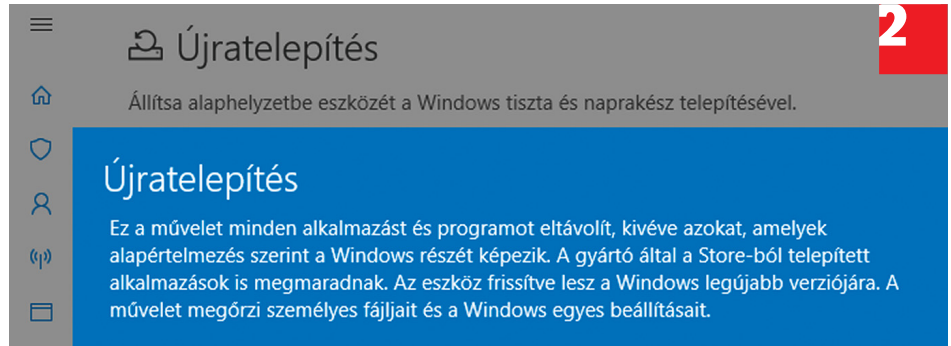 2
Újratelepítés
Állítsa alaphelyzetbe eszközét a Windows tiszta és naprakész telepítésével.
Újratelepítés
Ez a művelet minden alkalmazást és programot eltávolít, kivéve azokat, amelyek
alapértelmezés szerint a Windows részét képezik. A gyártó által a Store-ból telepített
alkalmazások is megmaradnak. Az eszköz frissítve lesz a Windows legújabb verziójára. A
művelet megőrzi személyes fájljait és a Windows egyes beállításait.